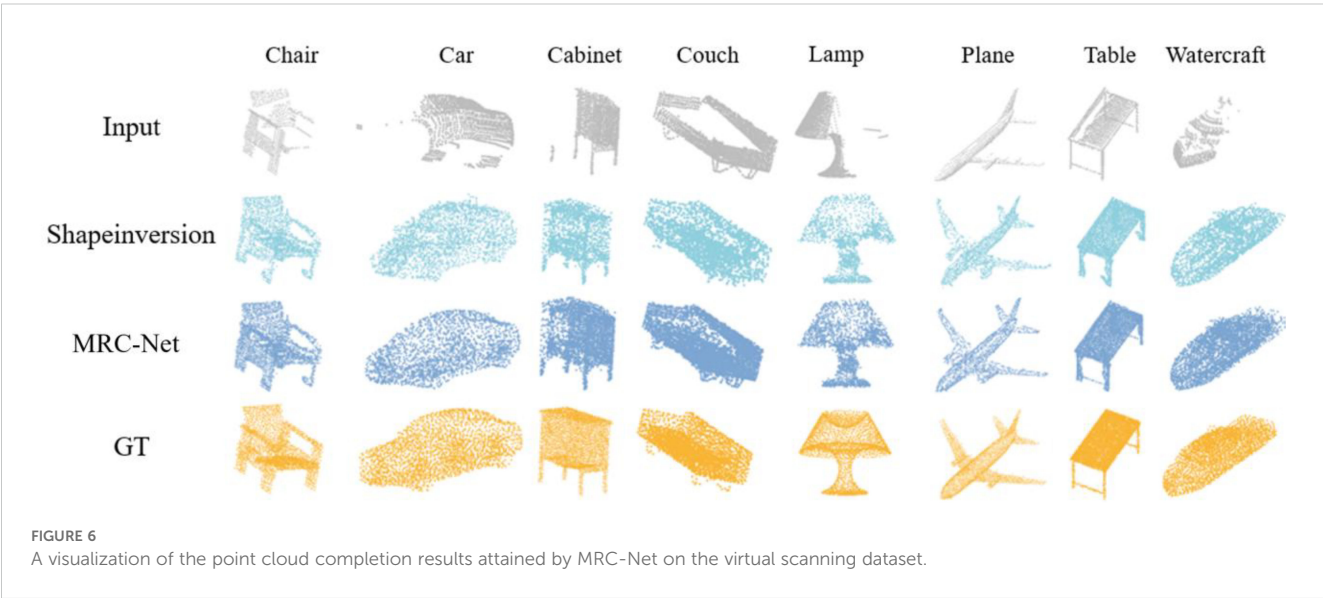 Chair Car Cabinet Couch Lamp Plane Table Watercraft
Input
Shapeinversion
MRC-Net
GT
FIGURE 6
A visualization of the point cloud completion results attained by MRC-Net on the virtual scanning dataset.